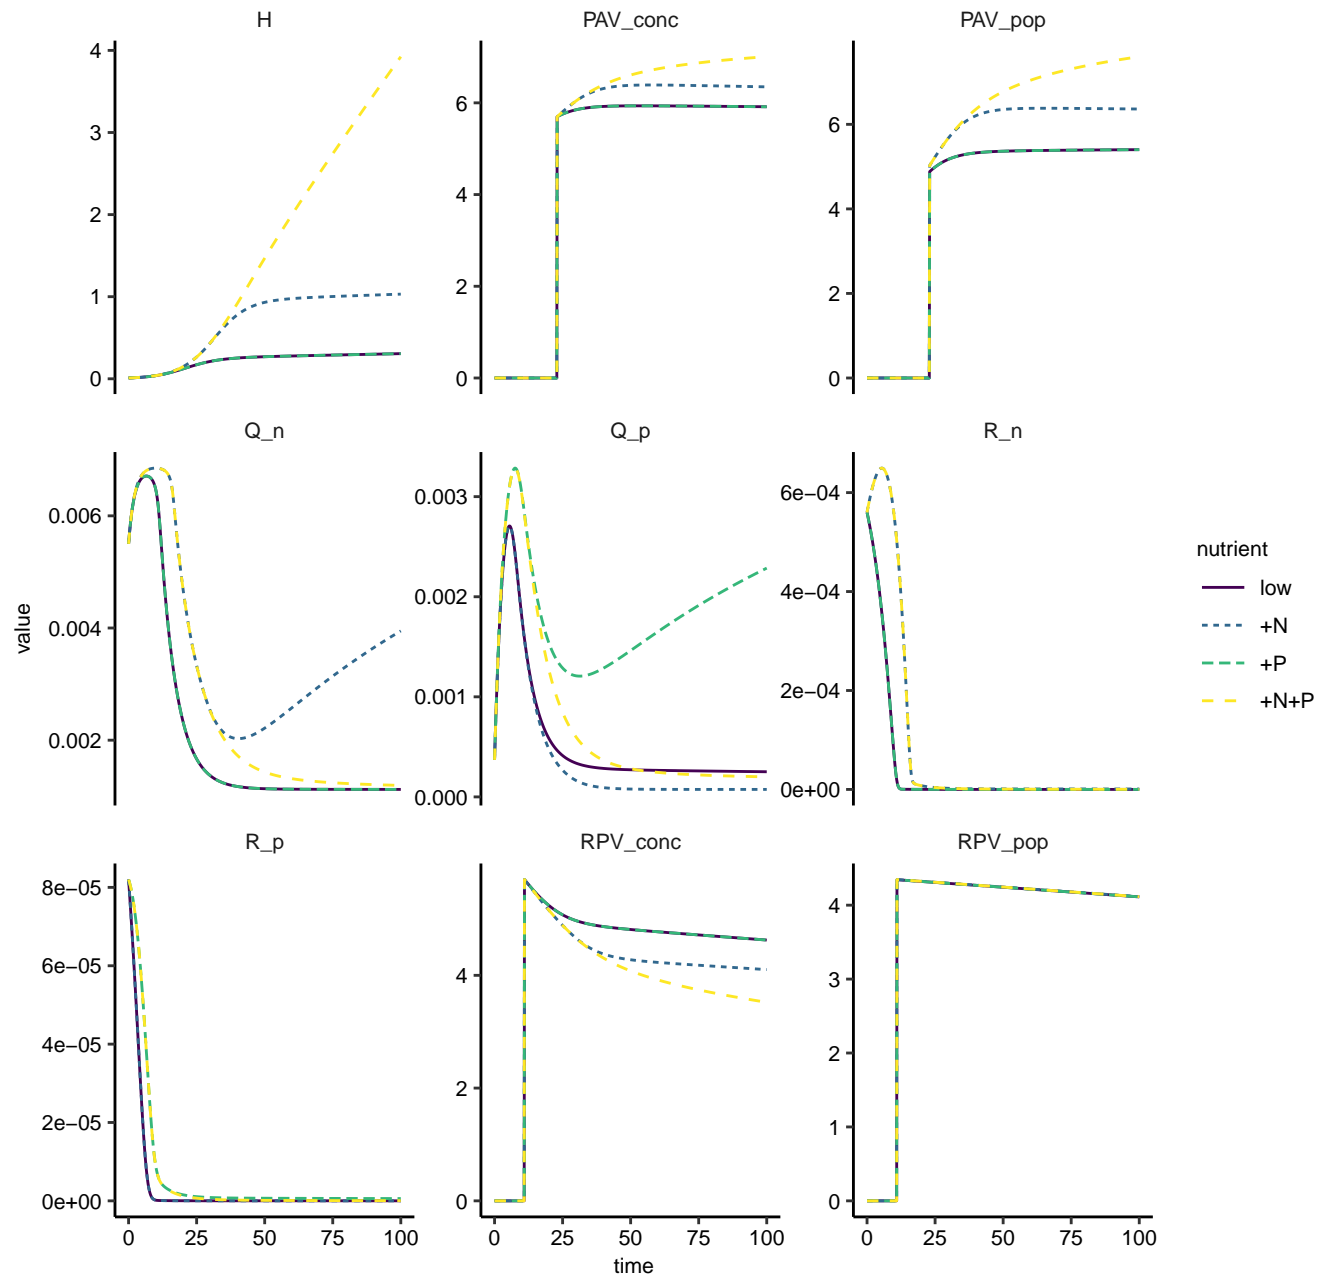 H
PAV_conc
PAV_pop
4
3
2
1
0
6
4
2
0
6
4
2
0
Q_n
Q_p
R_n
0.006
0.004
0.002
0.003
0.002
0.001
0.000
6e−04
4e−04
2e−04
0e+00
value
nutrient
low
+N
+P
+N+P
R_p
RPV_conc
RPV_pop
8e−05
6e−05
4e−05
2e−05
0e+00
4
2
0
4
3
2
1
0
0 25 50 75 100
0 25 50 75 100
0 25 50 75 100
time